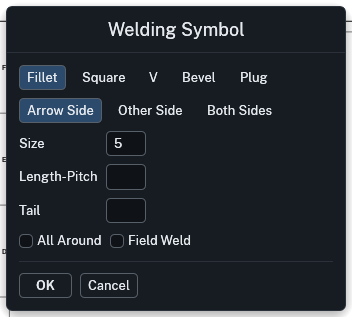 Welding Symbol
Fillet Square V Bevel Plug
Arrow Side Other Side Both Sides
Size 5
Length-Pitch
Tail
All Around Field Weld
OK Cancel